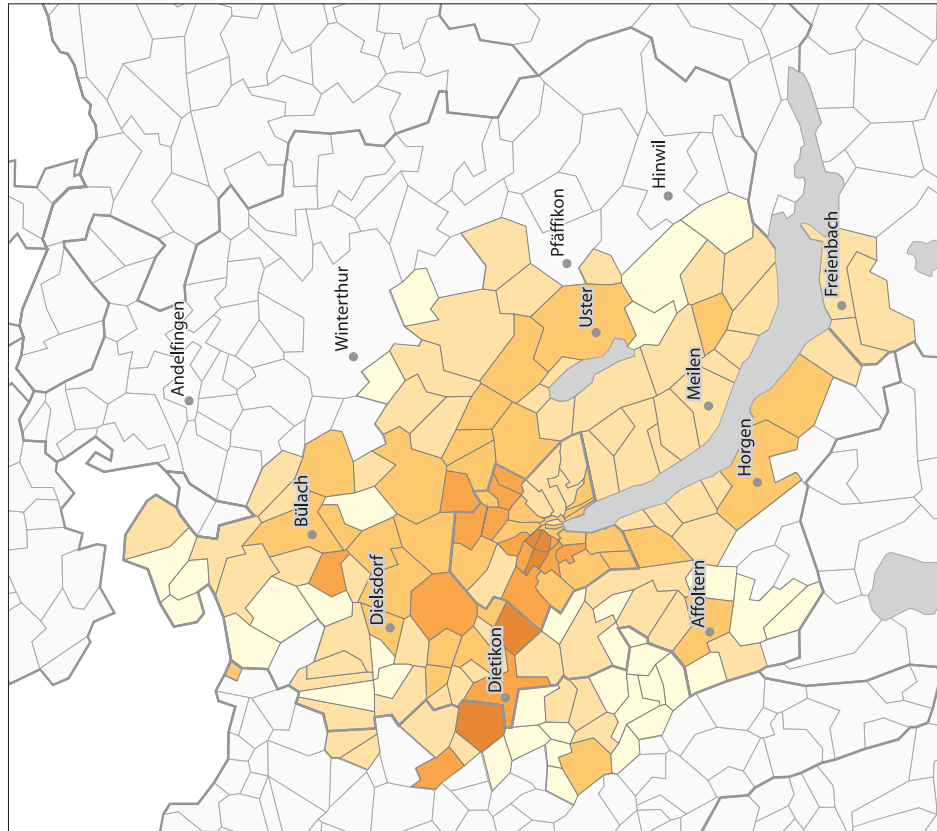 Andelfingen
Winterthur
Bülach
Dielsdorf
Dietikon
Pfäffikon
Hinwil
Uster
Meilen
Horgen
Affoltern
Freienbach